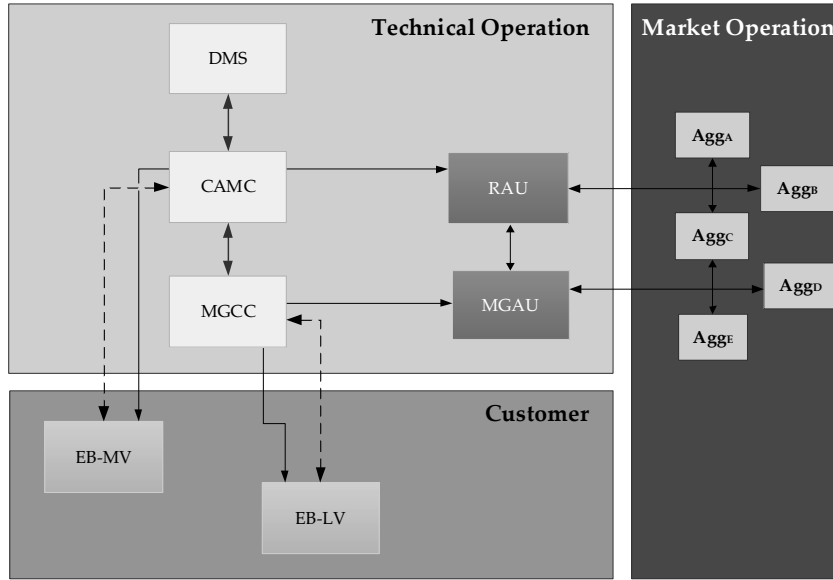 Technical Operation
Market Operation
DMS
CAMC
MGCC
RAU
MGAU
AggA
AggB
AggC
AggD
AggE
Customer
EB-MV
EB-LV